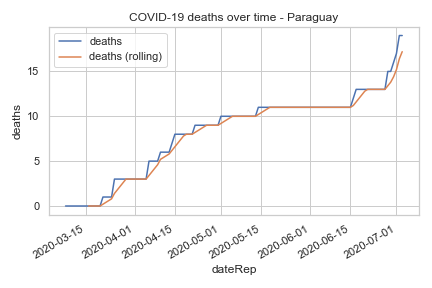 COVID-19 deaths over time - Paraguay
deaths
deaths (rolling)
deaths
15
10
5
0
2020-03-15
2020-04-01
2020-04-15
2020-05-01
2020-05-15
2020-06-01
2020-06-15
2020-07-01
dateRep